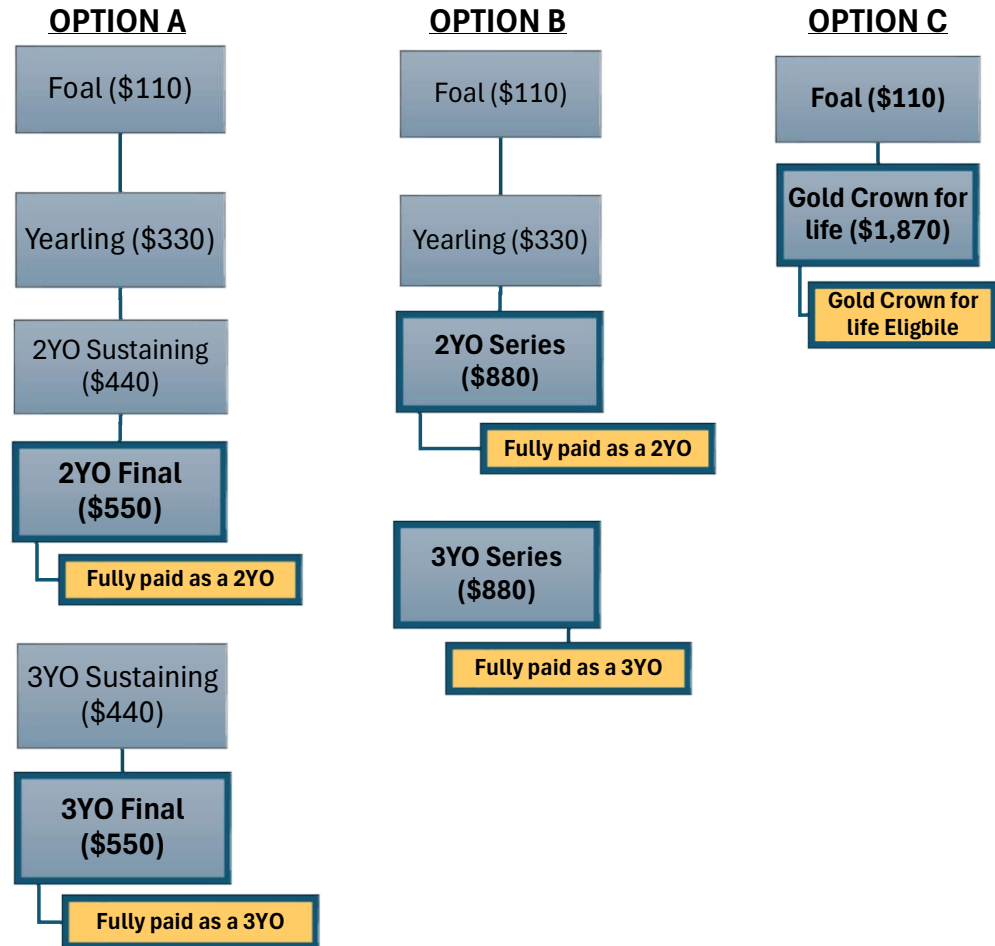 OPTION A
Foal ($110)
Yearling ($330)
2YO Sustaining
($440)
2YO Final
($550)
Fully paid as a 2YO
3YO Sustaining
($440)
3YO Final
($550)
Fully paid as a 3YO
OPTION B
Foal ($110)
Yearling ($330)
2YO Series
($880)
Fully paid as a 2YO
3YO Series
($880)
Fully paid as a 3YO
OPTION C
Foal ($110)
Gold Crown for
life ($1,870)
Gold Crown for
life Eligbile